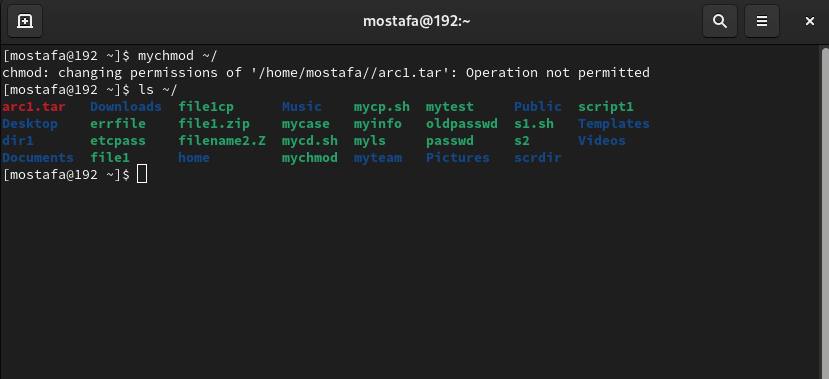 mostafa@192:~
[mostafa@192 ~]$ mychmod ~/
chmod: changing permissions of '/home/mostafa//arc1.tar': Operation not permitted
[mostafa@192 ~]$ ls ~/
arc1.tar Downloads file1cp Music mycp.sh mytest Public script1
Desktop errfile file1.zip mycase myinfo oldpasswd s1.sh Templates
dir1 etcpass filename2.Z mycd.sh myls passwd s2 Videos
Documents file1 home mychmod myteam Pictures scrdir
[mostafa@192 ~]$